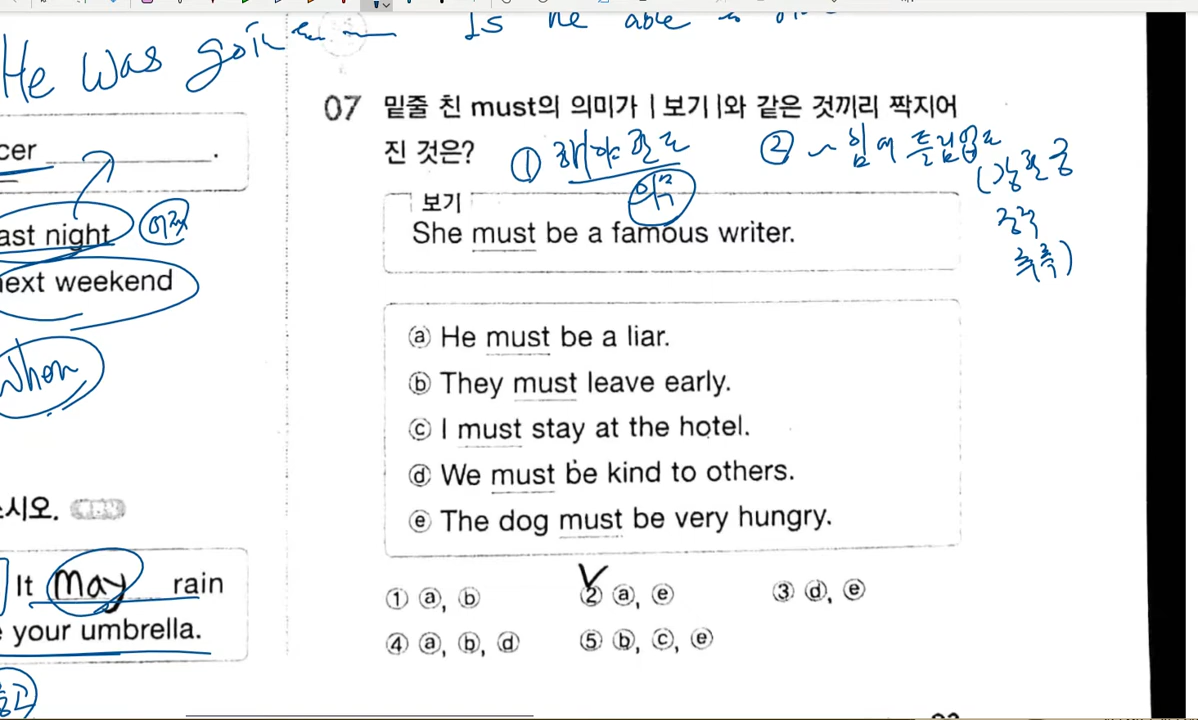 He was
Is he able
cer ____________.
ast night
next weekend
When
시오.
It may rain
your umbrella.
07 밑줄 친 must의 의미가 |보기|와 같은 것끼리 짝지어
진 것은?
① 해야 한다
의무
② ~임에 틀림없다
(강한 긍
추측)
보기
She must be a famous writer.
ⓐ He must be a liar.
ⓑ They must leave early.
ⓒ I must stay at the hotel.
ⓓ We must be kind to others.
ⓔ The dog must be very hungry.
① ⓐ, ⓑ ② ⓐ, ⓔ ③ ⓓ, ⓔ
④ ⓐ, ⓑ, ⓓ ⑤ ⓑ, ⓒ, ⓔ